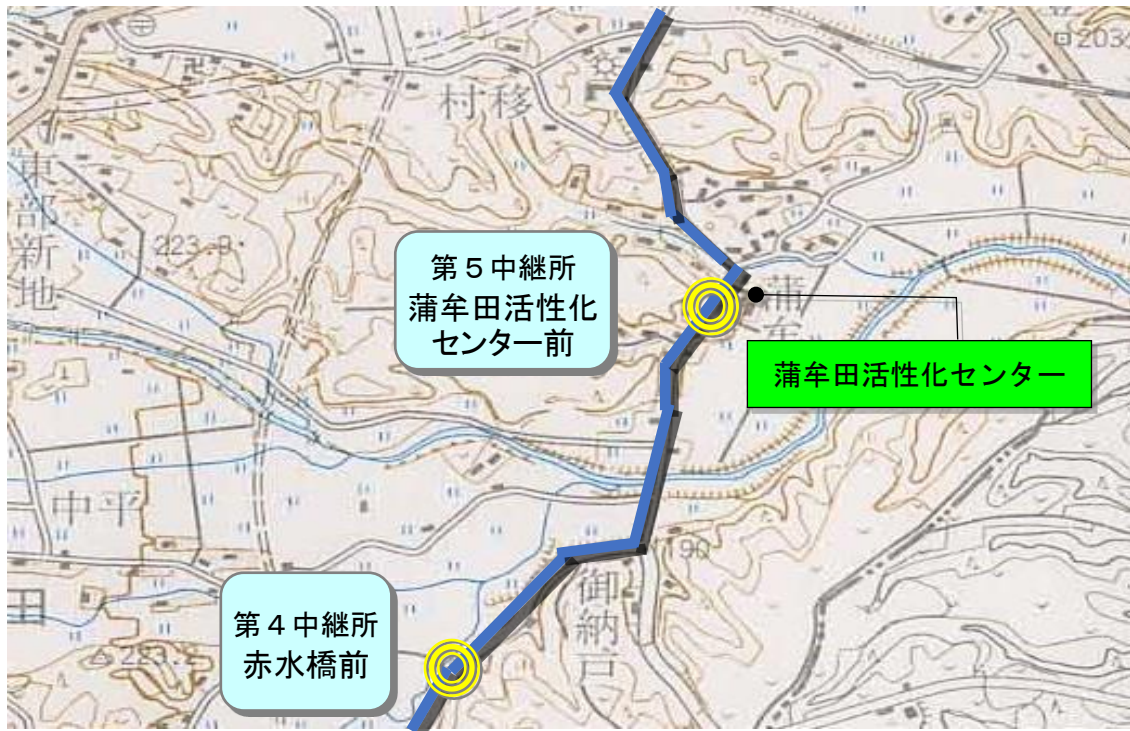 2034
村移
東部新地
223.9
第５中継所
蒲牟田活性化
センター前
蒲牟
蒲牟田活性化センター
中平
190
御納戸
田
第４中継所
赤水橋前
223.2